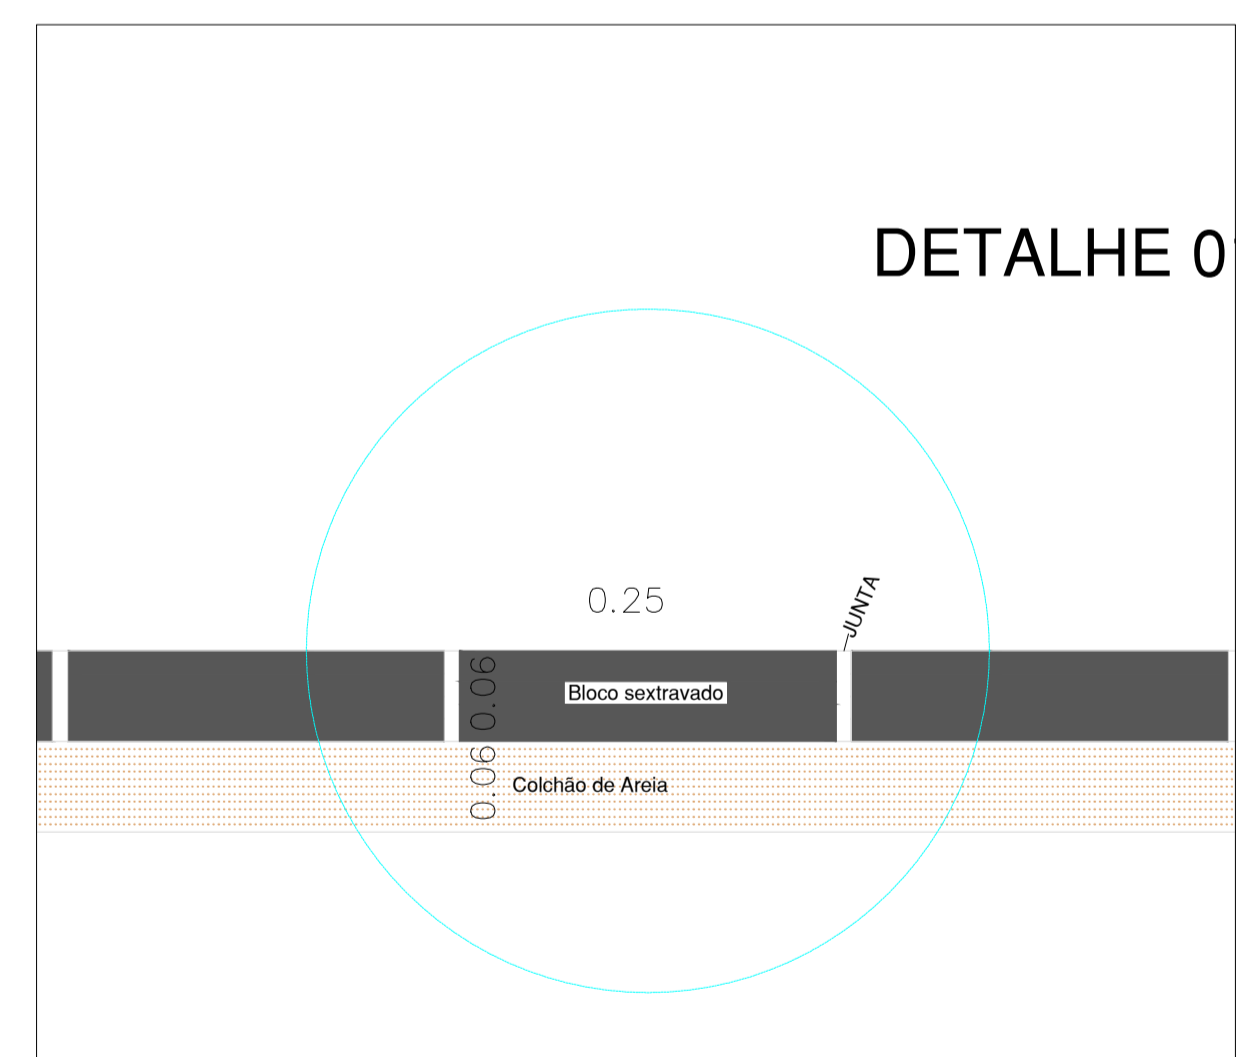 DETALHE 0
0.25
JUNTA
0.06
Bloco sextravado
0.06
Colchão de Areia